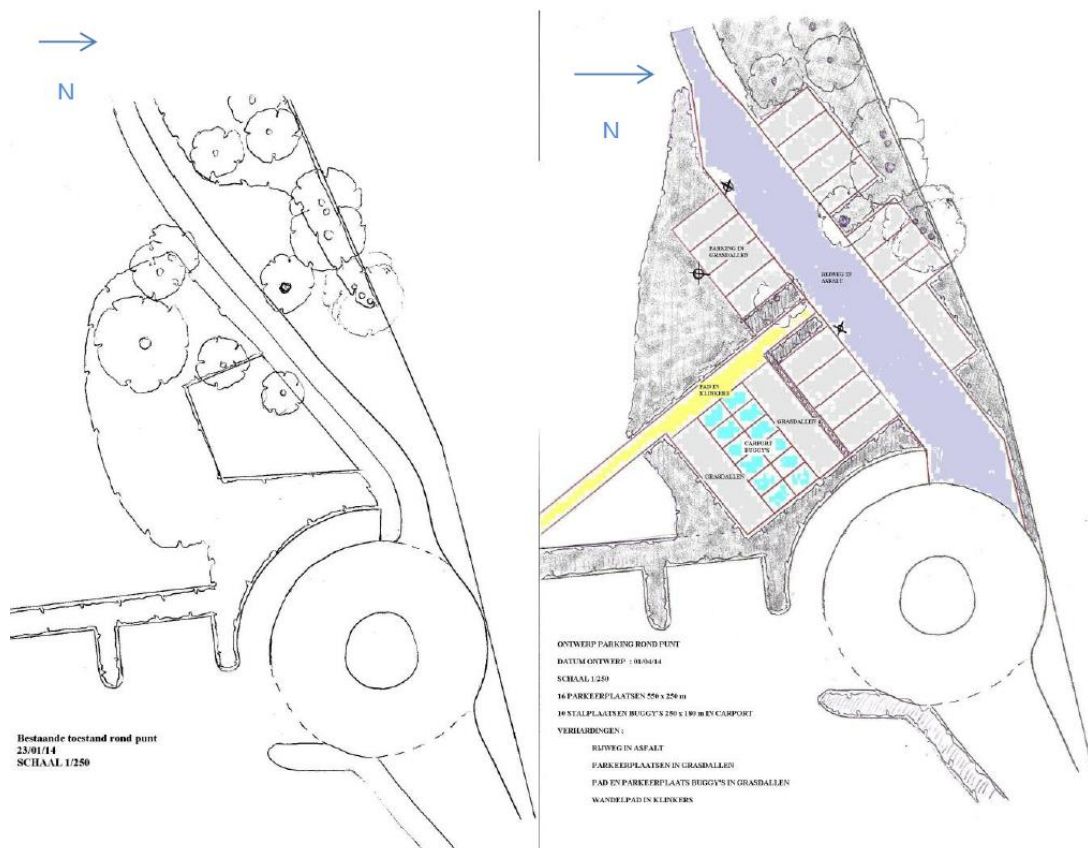 N
Bestaande toestand rond punt
23/01/14
SCHAAL 1/250
N
PARKING IN
GRASDALLEN
RIJWEG IN
ASFALT
PAD EN
KLINKERS
GRASDALLEN
CARPORT
BUGGY'S
GRASDALLEN
ONTWERP PARKING ROND PUNT
DATUM ONTWERP : 01/04/14
SCHAAL 1/250
16 PARKEERPLAATSEN 550 x 250 m
10 STALPLAATSEN BUGGY'S 250 x 180 m IN CARPORT
VERHARDINGEN :
RIJWEG IN ASFALT
PARKEERPLAATSEN IN GRASDALLEN
PAD EN PARKEERPLAATS BUGGY'S IN GRASDALLEN
WANDELPAD IN KLINKERS